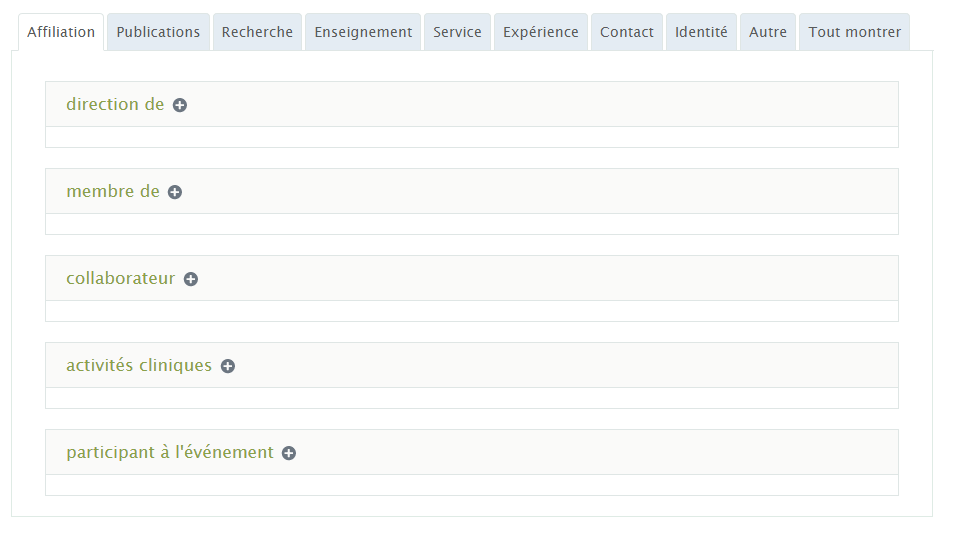 Affiliation Publications Recherche Enseignement Service Expérience Contact Identité Autre Tout montrer
direction de
membre de
collaborateur
activités cliniques
participant à l'événement